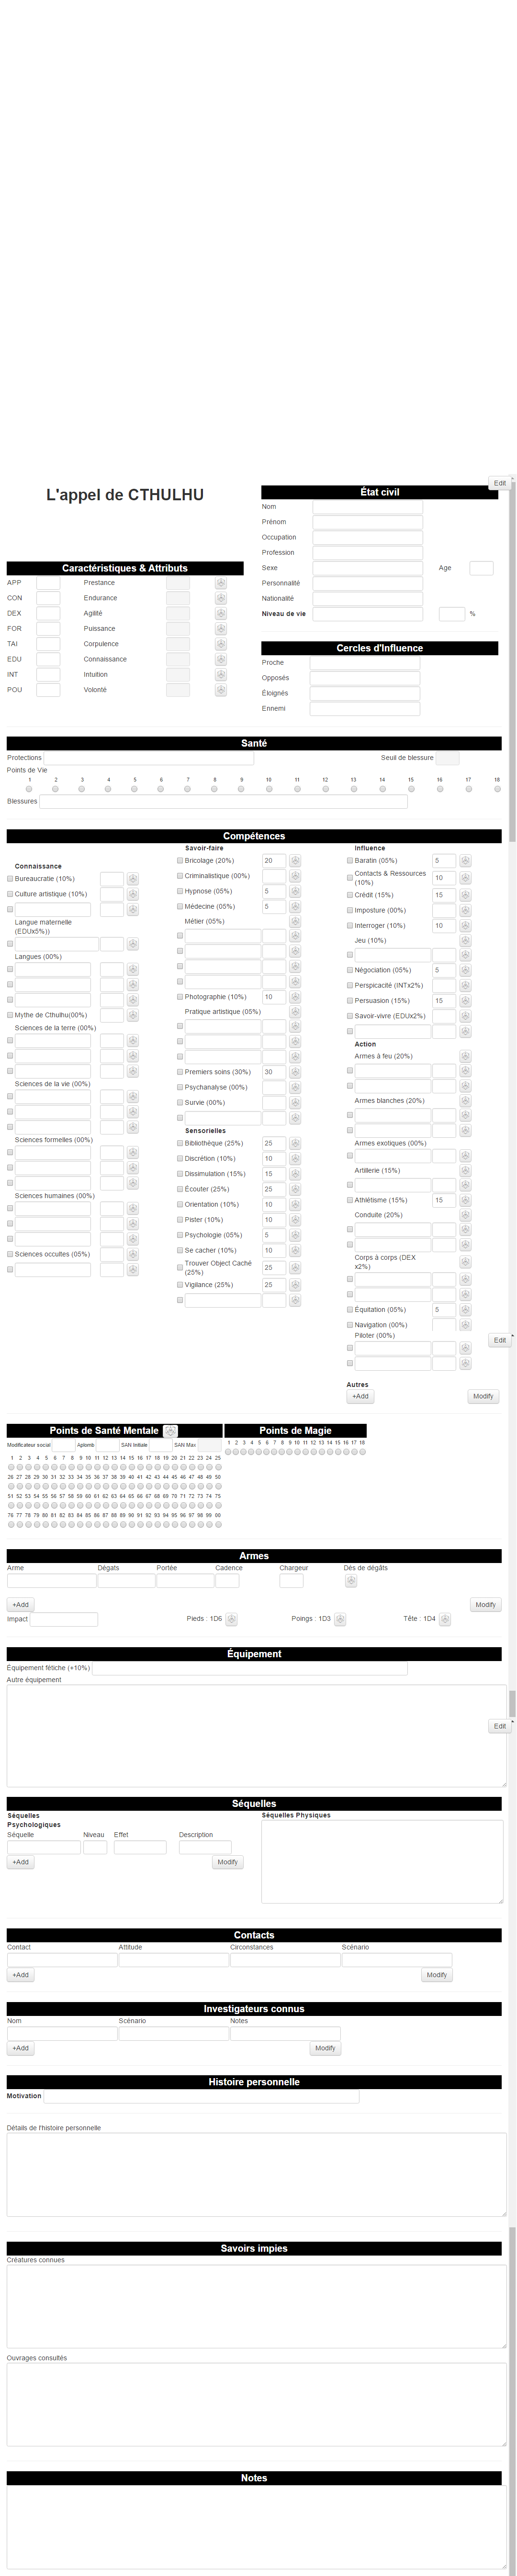 Edit
L'appel de CTHULHU
État civil
Nom
Prénom
Occupation
Profession
Sexe Age
Personnalité
Nationalité
Niveau de vie %
Caractéristiques & Attributs
APP Prestance
CON Endurance
DEX Agilité
FOR Puissance
TAI Corpulence
EDU Connaissance
INT Intuition
POU Volonté
Cercles d'Influence
Proche
Opposés
Éloignés
Ennemi
Santé
Protections Seuil de blessure
Points de Vie
1 2 3 4 5 6 7 8 9 10 11 12 13 14 15 16 17 18
Blessures
Compétences
Connaissance
Bureaucratie (10%)
Culture artistique (10%)
Langue maternelle
(EDUx5%))
Langues (00%)
Mythe de Cthulhu(00%)
Sciences de la terre (00%)
Sciences de la vie (00%)
Sciences formelles (00%)
Sciences humaines (00%)
Sciences occultes (05%)
Savoir-faire
Bricolage (20%) 20
Criminalistique (00%)
Hypnose (05%) 5
Médecine (05%) 5
Métier (05%)
Photographie (10%) 10
Pratique artistique (05%)
Premiers soins (30%) 30
Psychanalyse (00%)
Survie (00%)
Sensorielles
Bibliothèque (25%) 25
Discrétion (10%) 10
Dissimulation (15%) 15
Écouter (25%) 25
Orientation (10%) 10
Pister (10%) 10
Psychologie (05%) 5
Se cacher (10%) 10
Trouver Object Caché
(25%) 25
Vigilance (25%) 25
Influence
Baratin (05%) 5
Contacts & Ressources
(10%) 10
Crédit (15%) 15
Imposture (00%)
Interroger (10%) 10
Jeu (10%)
Négociation (05%) 5
Perspicacité (INTx2%)
Persuasion (15%) 15
Savoir-vivre (EDUx2%)
Action
Armes à feu (20%)
Armes blanches (20%)
Armes exotiques (00%)
Artillerie (15%)
Athlétisme (15%) 15
Conduite (20%)
Corps à corps (DEX
x2%)
Équitation (05%) 5
Navigation (00%)
Piloter (00%)
Edit
Autres
+Add Modify
Points de Santé Mentale
Modificateur social Aplomb SAN Initiale SAN Max
1 2 3 4 5 6 7 8 9 10 11 12 13 14 15 16 17 18 19 20 21 22 23 24 25
26 27 28 29 30 31 32 33 34 35 36 37 38 39 40 41 42 43 44 45 46 47 48 49 50
51 52 53 54 55 56 57 58 59 60 61 62 63 64 65 66 67 68 69 70 71 72 73 74 75
76 77 78 79 80 81 82 83 84 85 86 87 88 89 90 91 92 93 94 95 96 97 98 99 00
Points de Magie
1 2 3 4 5 6 7 8 9 10 11 12 13 14 15 16 17 18
Armes
Arme Dégats Portée Cadence Chargeur Dés de dégâts
+Add Modify
Impact Pieds : 1D6 Poings : 1D3 Tête : 1D4
Équipement
Équipement fétiche (+10%)
Autre équipement
Edit
Séquelles
Séquelles
Psychologiques
Séquelle Niveau Effet Description
+Add Modify
Séquelles Physiques
Contacts
Contact Attitude Circonstances Scénario
+Add Modify
Investigateurs connus
Nom Scénario Notes
+Add Modify
Histoire personnelle
Motivation
Détails de l'histoire personnelle
Savoirs impies
Créatures connues
Ouvrages consultés
Notes